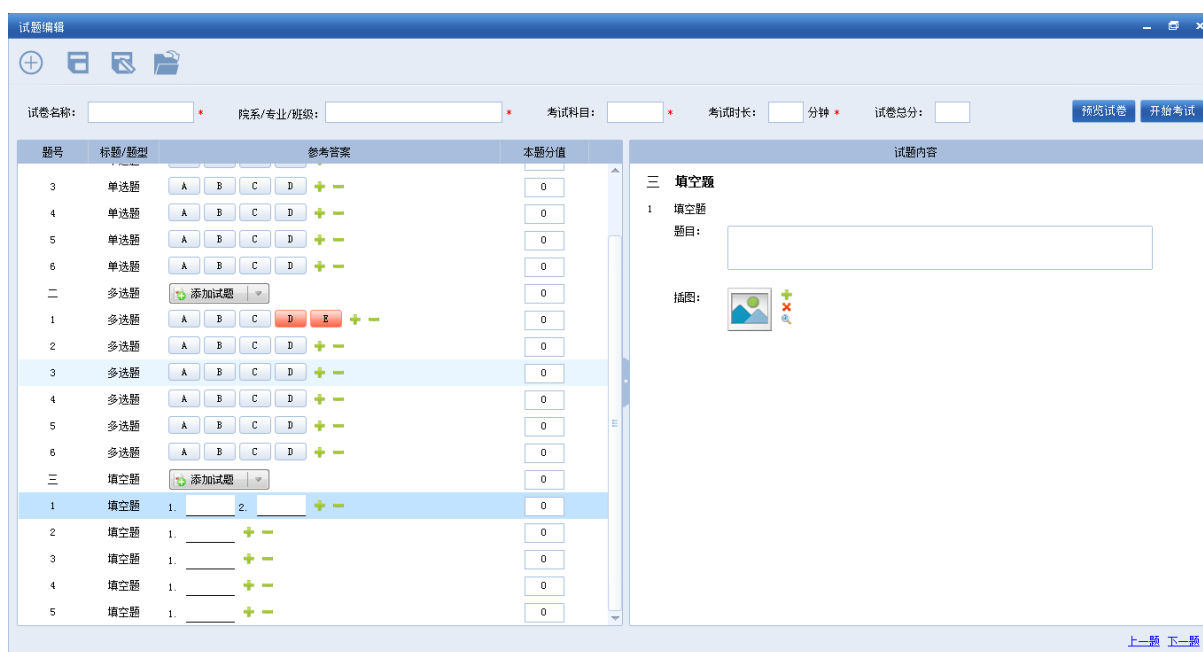 试题编辑
试卷名称： * 院系/专业/班级： * 考试科目： * 考试时长： 分钟 * 试卷总分： 预览试卷 开始考试
题号 标题/题型 参考答案 本题分值 试题内容
3 单选题 A B C D 0
4 单选题 A B C D 0
5 单选题 A B C D 0
6 单选题 A B C D 0
二 多选题 添加试题 0
1 多选题 A B C D E 0
2 多选题 A B C D 0
3 多选题 A B C D 0
4 多选题 A B C D 0
5 多选题 A B C D 0
6 多选题 A B C D 0
三 填空题 添加试题 0
1 填空题 1. 2. 0
2 填空题 1. 0
3 填空题 1. 0
4 填空题 1. 0
5 填空题 1. 0
三 填空题
1 填空题
题目：
插图：
上一题 下一题